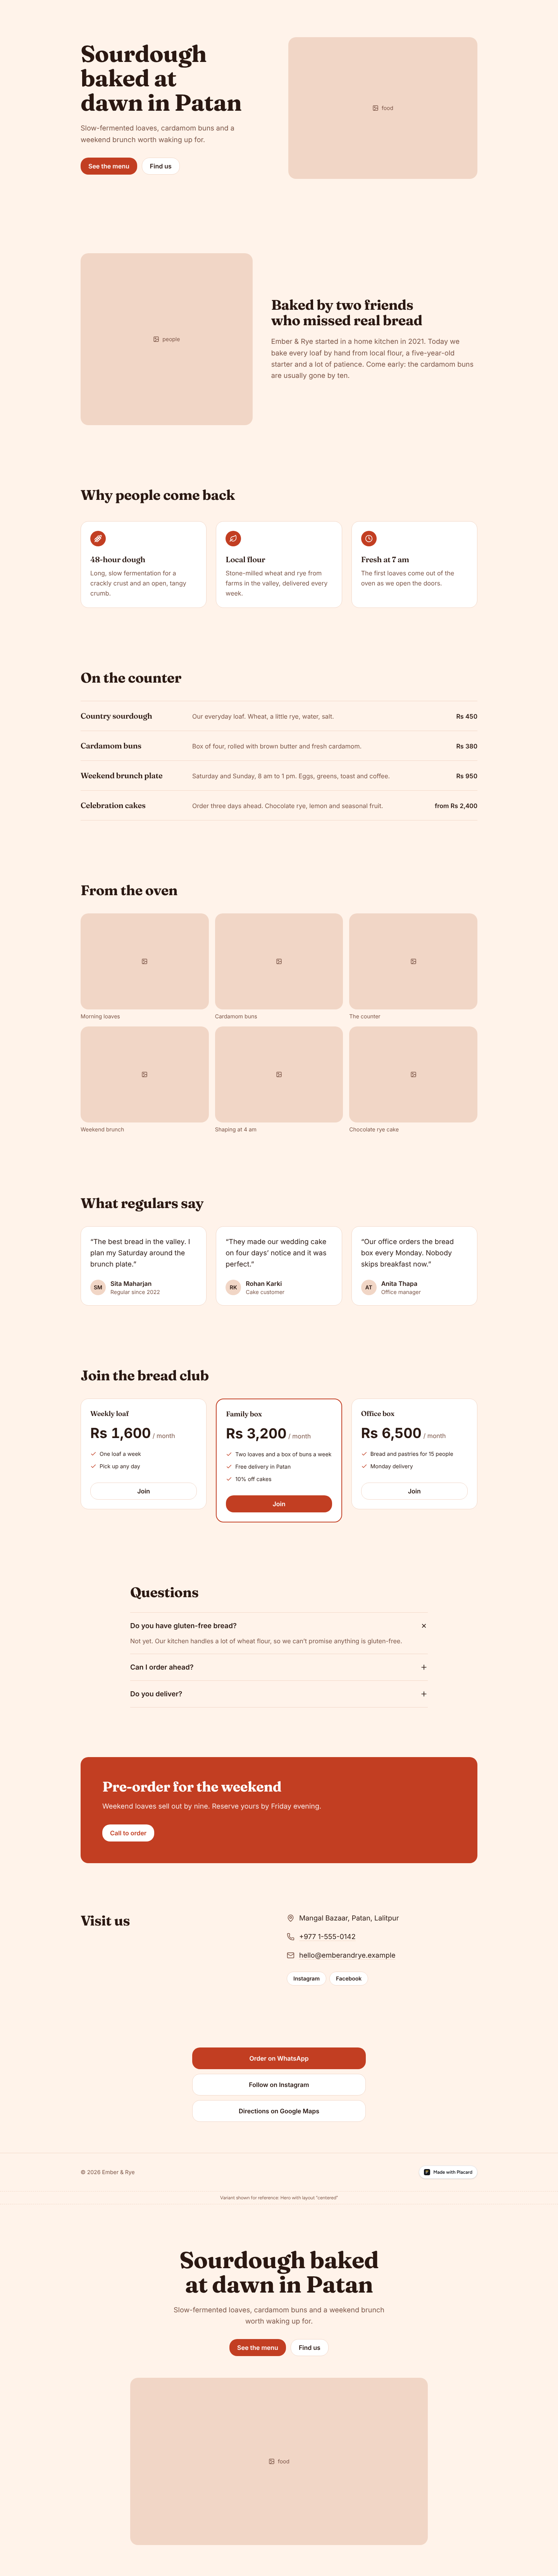 Sourdough
baked at
dawn in Patan
Slow-fermented loaves, cardamom buns and a
weekend brunch worth waking up for.
See the menu
Find us
food
people
Baked by two friends
who missed real bread
Ember & Rye started in a home kitchen in 2021. Today we
bake every loaf by hand from local flour, a five-year-old
starter and a lot of patience. Come early: the cardamom buns
are usually gone by ten.
Why people come back
48-hour dough
Long, slow fermentation for a
crackly crust and an open, tangy
crumb.
Local flour
Stone-milled wheat and rye from
farms in the valley, delivered every
week.
Fresh at 7 am
The first loaves come out of the
oven as we open the doors.
On the counter
Country sourdough
Our everyday loaf. Wheat, a little rye, water, salt.
Rs 450
Cardamom buns
Box of four, rolled with brown butter and fresh cardamom.
Rs 380
Weekend brunch plate
Saturday and Sunday, 8 am to 1 pm. Eggs, greens, toast and coffee.
Rs 950
Celebration cakes
Order three days ahead. Chocolate rye, lemon and seasonal fruit.
from Rs 2,400
From the oven
Morning loaves
Cardamom buns
The counter
Weekend brunch
Shaping at 4 am
Chocolate rye cake
What regulars say
“The best bread in the valley. I
plan my Saturday around the
brunch plate.”
SM
Sita Maharjan
Regular since 2022
“They made our wedding cake
on four days’ notice and it was
perfect.”
RK
Rohan Karki
Cake customer
“Our office orders the bread
box every Monday. Nobody
skips breakfast now.”
AT
Anita Thapa
Office manager
Join the bread club
Weekly loaf
Rs 1,600 / month
One loaf a week
Pick up any day
Join
Family box
Rs 3,200 / month
Two loaves and a box of buns a week
Free delivery in Patan
10% off cakes
Join
Office box
Rs 6,500 / month
Bread and pastries for 15 people
Monday delivery
Join
Questions
Do you have gluten-free bread?
Not yet. Our kitchen handles a lot of wheat flour, so we can’t promise anything is gluten-free.
Can I order ahead?
Do you deliver?
Pre-order for the weekend
Weekend loaves sell out by nine. Reserve yours by Friday evening.
Call to order
Visit us
Mangal Bazaar, Patan, Lalitpur
+977 1-555-0142
hello@emberandrye.example
Instagram
Facebook
Order on WhatsApp
Follow on Instagram
Directions on Google Maps
© 2026 Ember & Rye
Made with Placard
Variant shown for reference: Hero with layout “centered”
Sourdough baked
at dawn in Patan
Slow-fermented loaves, cardamom buns and a weekend brunch
worth waking up for.
See the menu
Find us
food